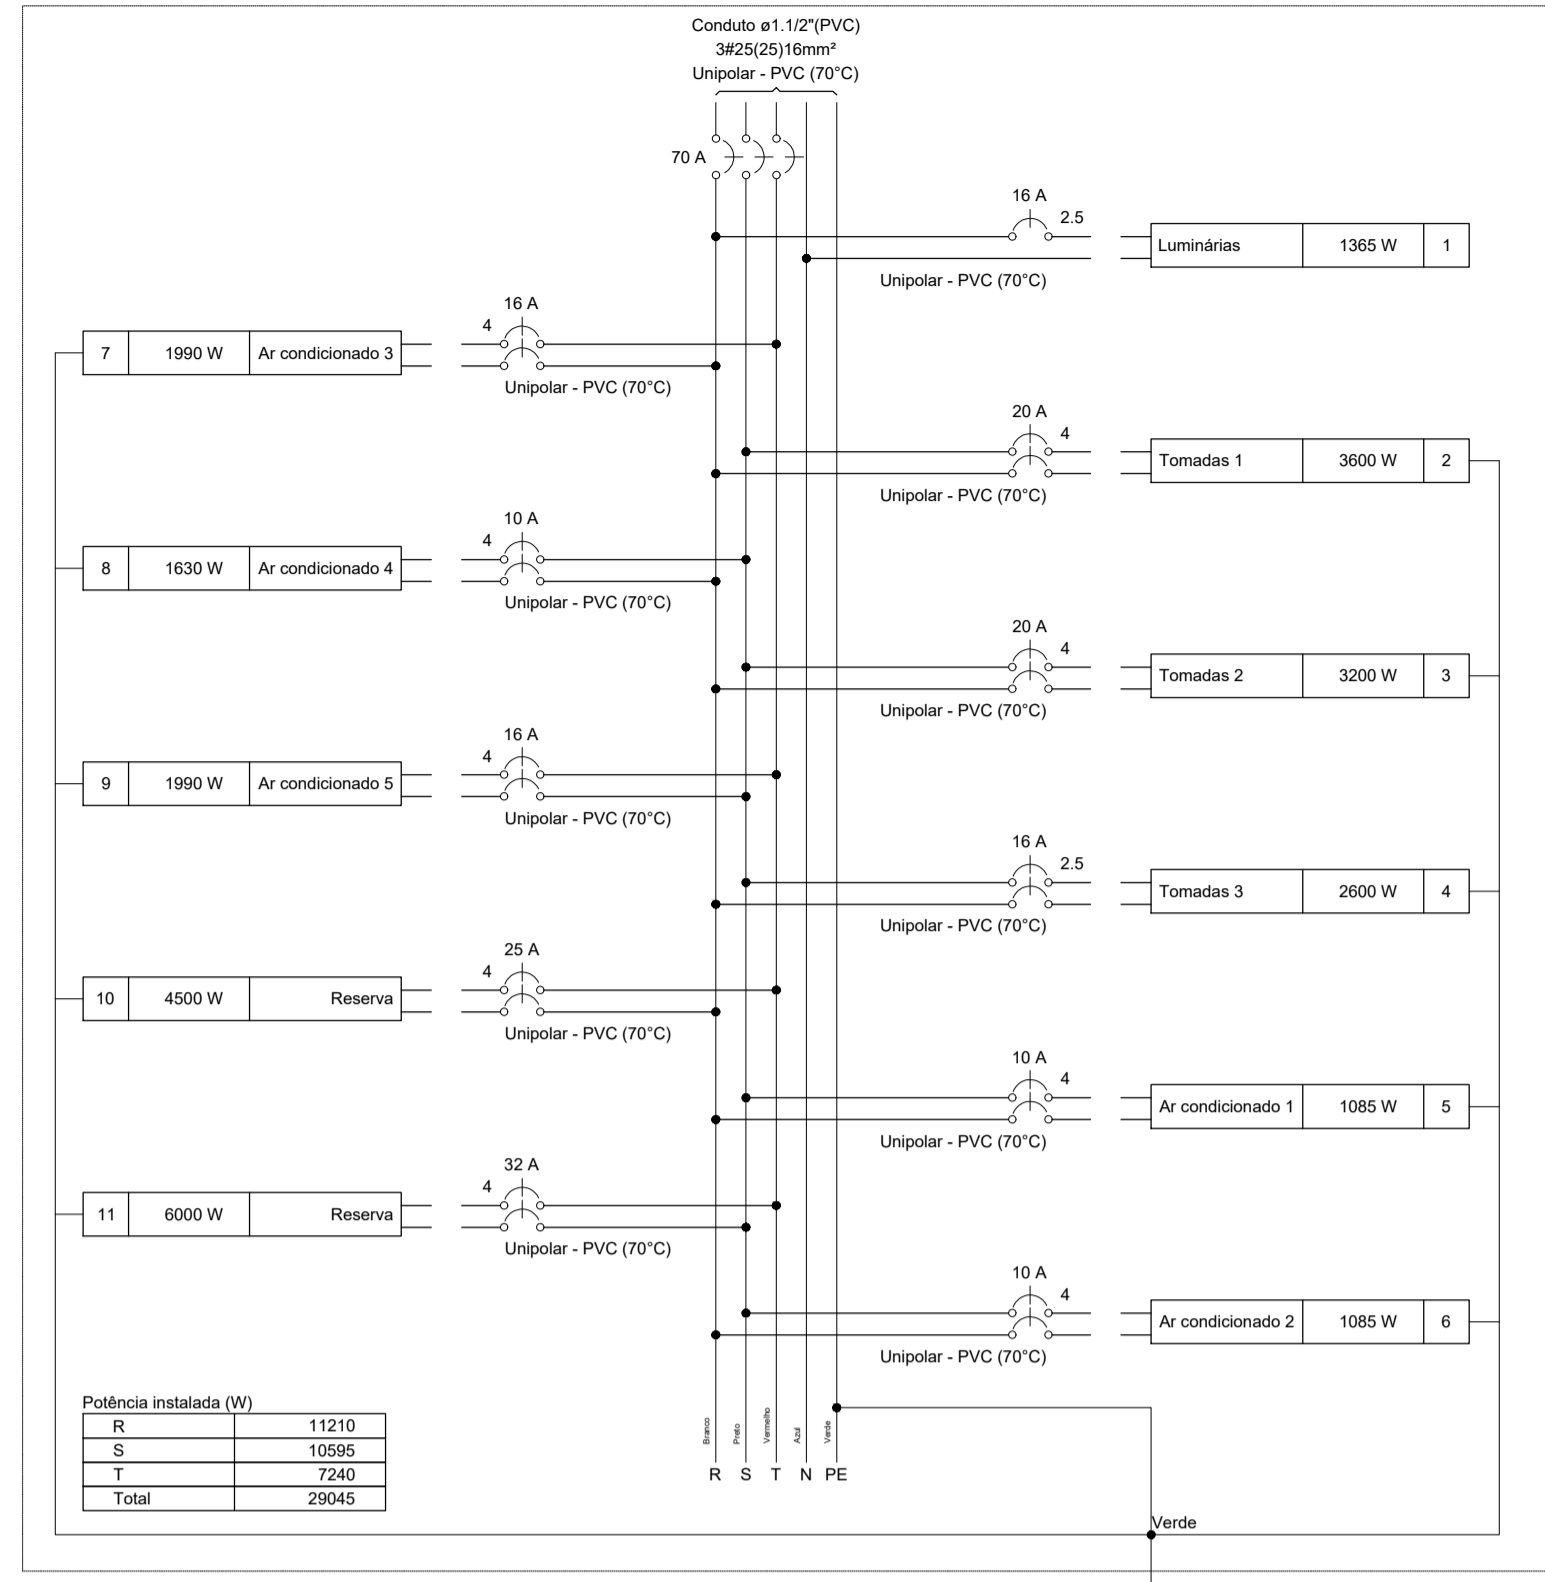 Conduto ø1.1/2"(PVC)
3#25(25)16mm²
Unipolar - PVC (70°C)
70 A
16 A
2.5
Luminárias 1365 W 1
Unipolar - PVC (70°C)
16 A
4
7 1990 W Ar condicionado 3
Unipolar - PVC (70°C)
20 A
4
Tomadas 1 3600 W 2
Unipolar - PVC (70°C)
10 A
4
8 1630 W Ar condicionado 4
Unipolar - PVC (70°C)
20 A
4
Tomadas 2 3200 W 3
Unipolar - PVC (70°C)
16 A
4
9 1990 W Ar condicionado 5
Unipolar - PVC (70°C)
16 A
2.5
Tomadas 3 2600 W 4
Unipolar - PVC (70°C)
25 A
4
10 4500 W Reserva
Unipolar - PVC (70°C)
10 A
4
Ar condicionado 1 1085 W 5
Unipolar - PVC (70°C)
32 A
4
11 6000 W Reserva
Unipolar - PVC (70°C)
10 A
4
Ar condicionado 2 1085 W 6
Unipolar - PVC (70°C)
Potência instalada (W)
R 11210
S 10595
T 7240
Total 29045
Branco
Preto
Vermelho
Azul
Verde
R S T N PE
Verde